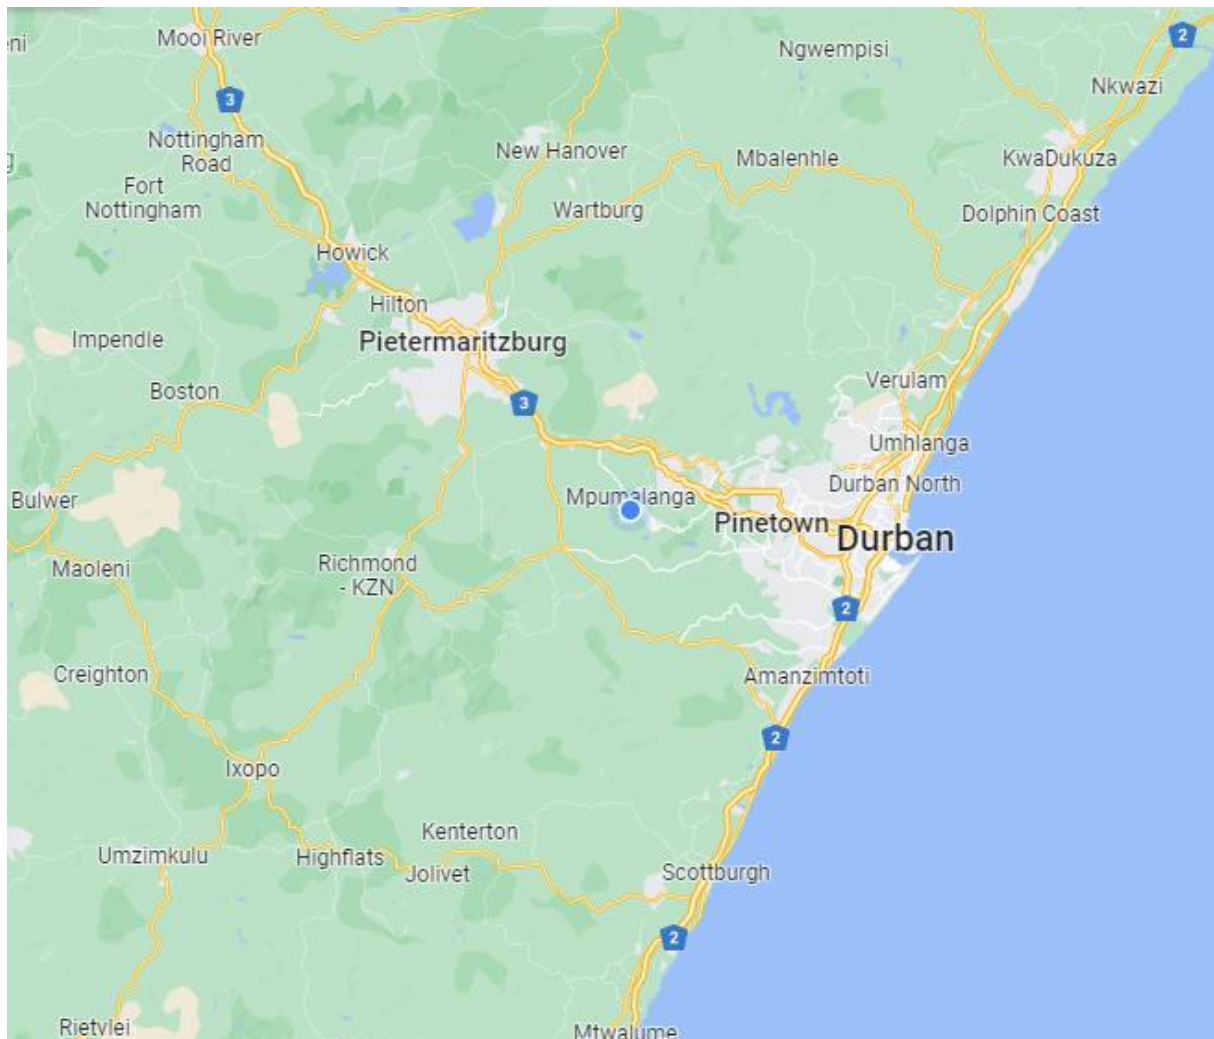 eni
Mooi River
2
Ngwempisi
Nkwazi
3
Nottingham
Road
New Hanover
Mbalenhle
KwaDukuza
g
Fort
Nottingham
Wartburg
Dolphin Coast
Howick
Hilton
Impendle
Pietermaritzburg
Boston
Verulam
3
Umhlanga
Bulwer
Mpumalanga
Durban North
Pinetown
Durban
Maoleni
Richmond
- KZN
2
Creighton
Amanzimtoti
2
Ixopo
Kenterton
Umzimkulu
Highflats
Jolivet
Scottburgh
2
Rietvlei
Mtwalume